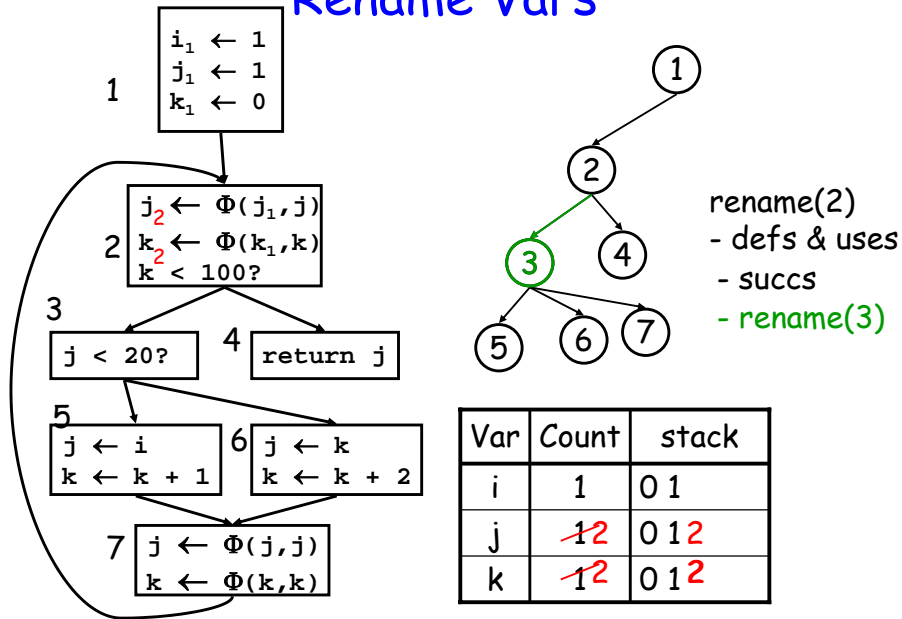 Rename Vars
1
i₁ ← 1
j₁ ← 1
k₁ ← 0
2
j₂ ← Φ(j₁,j)
k₂ ← Φ(k₁,k)
k < 100?
3
j < 20?
4
return j
5
j ← i
k ← k + 1
6
j ← k
k ← k + 2
7
j ← Φ(j,j)
k ← Φ(k,k)
1
2
3
4
5
6
7
rename(2)
- defs & uses
- succs
- rename(3)
Var Count stack
i 1 0 1
j 1 2 0 1 2
k 1 2 0 1 2